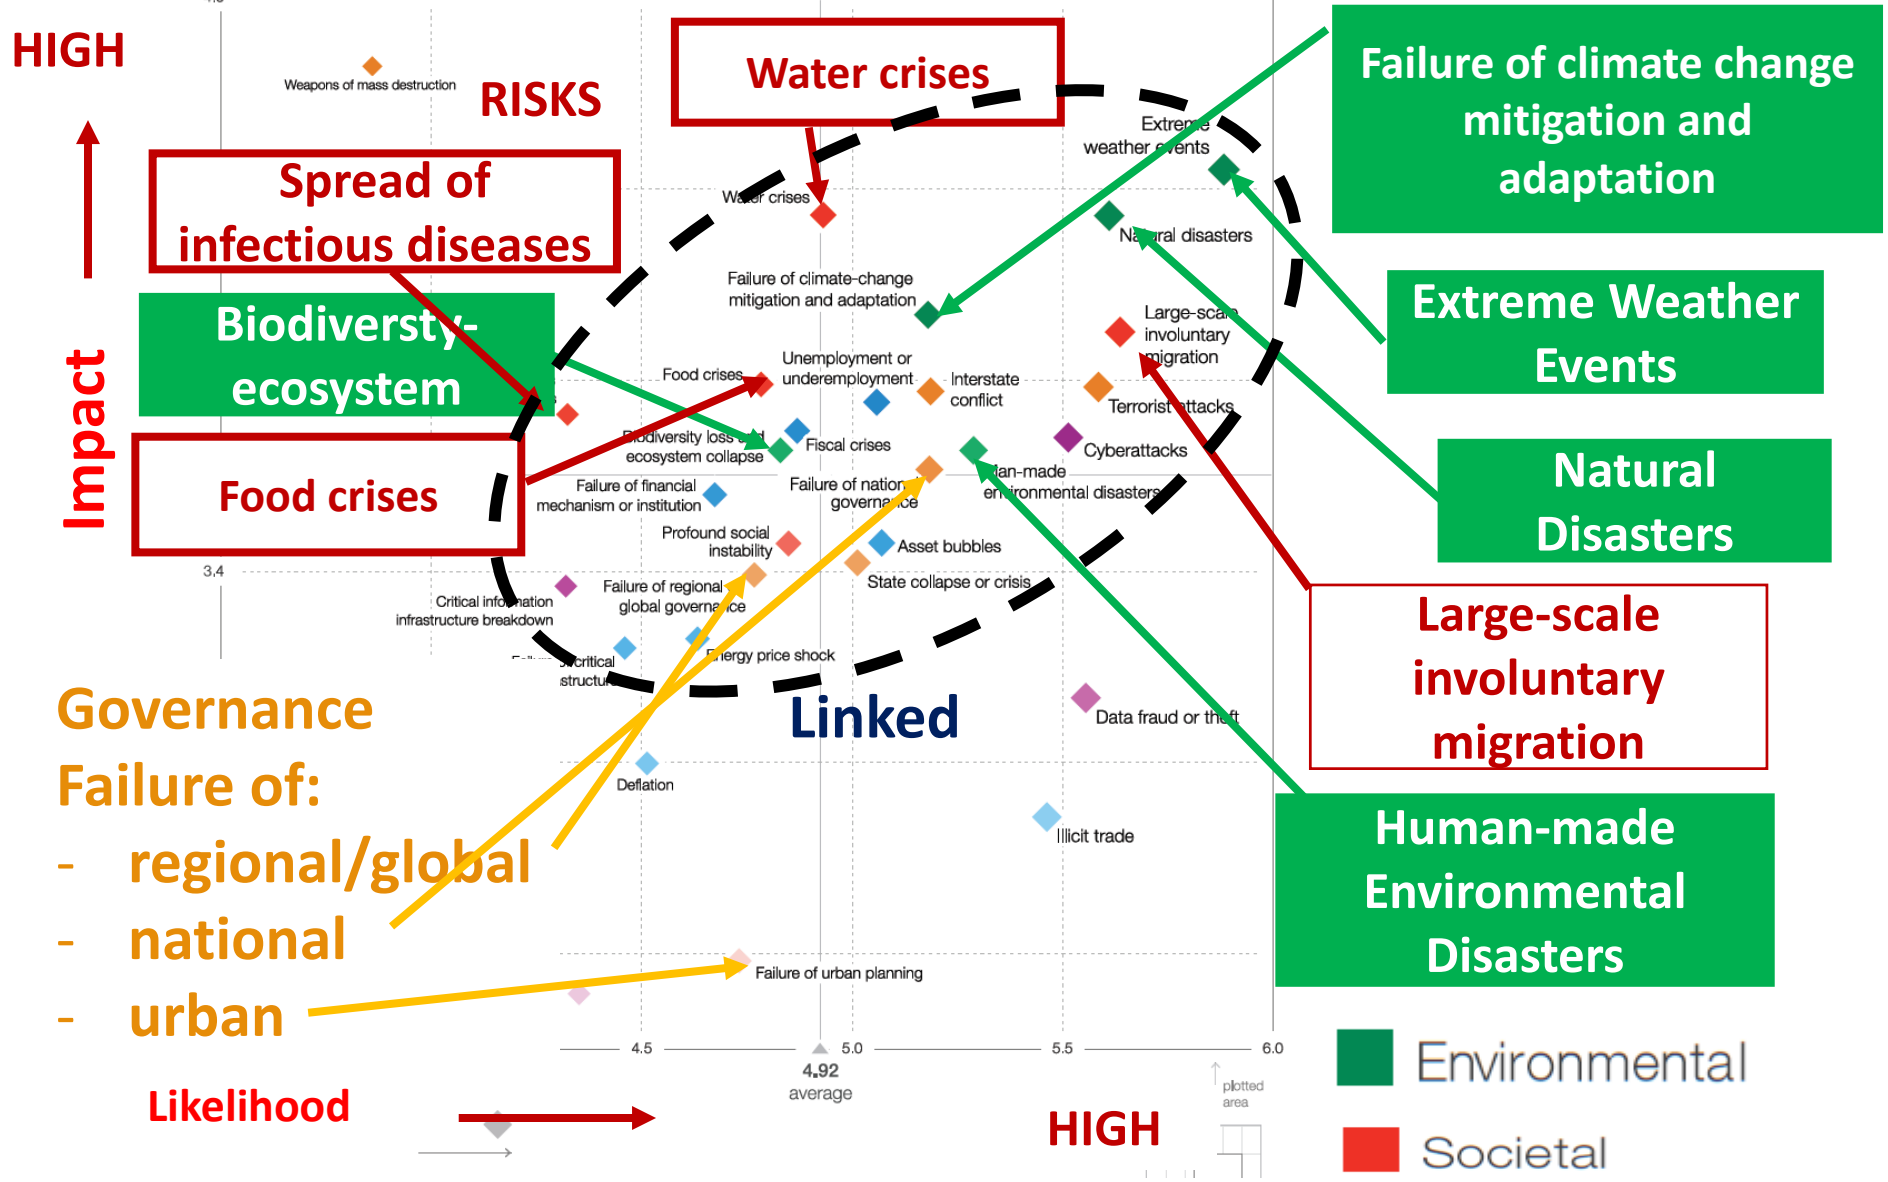 HIGH
Weapons of mass destruction
RISKS
Water crises
Failure of climate change
mitigation and
adaptation
Extreme
weather events
Spread of
infectious diseases
Water crises
Natural disasters
Failure of climate-change
mitigation and adaptation
Extreme Weather
Events
Biodiversty-
ecosystem
Large-scale
involuntary
migration
Impact
Food crises
Unemployment or
underemployment
Interstate
conflict
Terrorist attacks
Biodiversity loss and
ecosystem collapse
Fiscal crises
Cyberattacks
Food crises
Failure of financial
mechanism or institution
Failure of national
governance
Man-made
environmental disasters
Natural
Disasters
Profound social
instability
Asset bubbles
3.4
State collapse or crisis
Critical information
infrastructure breakdown
Failure of regional
global governance
Large-scale
involuntary
migration
critical
Energy price shock
Governance
Failure of:
- regional/global
- national
- urban
Linked
Data fraud or theft
Deflation
Illicit trade
Human-made
Environmental
Disasters
Failure of urban planning
4.5
5.0
5.5
6.0
4.92
average
Likelihood
HIGH
plotted
area
Environmental
Societal